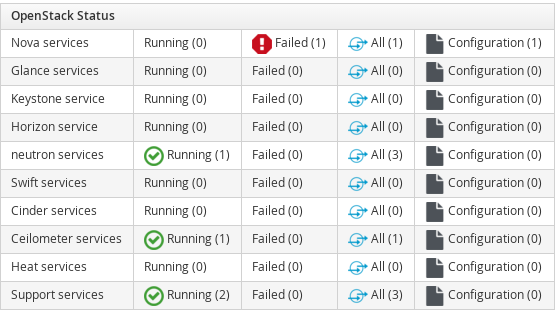 OpenStack Status
Nova services Running (0) Failed (1) All (1) Configuration (1)
Glance services Running (0) Failed (0) All (0) Configuration (0)
Keystone service Running (0) Failed (0) All (0) Configuration (0)
Horizon service Running (0) Failed (0) All (0) Configuration (0)
neutron services Running (1) Failed (0) All (3) Configuration (0)
Swift services Running (0) Failed (0) All (0) Configuration (0)
Cinder services Running (0) Failed (0) All (0) Configuration (0)
Ceilometer services Running (1) Failed (0) All (1) Configuration (0)
Heat services Running (0) Failed (0) All (0) Configuration (0)
Support services Running (2) Failed (0) All (3) Configuration (0)